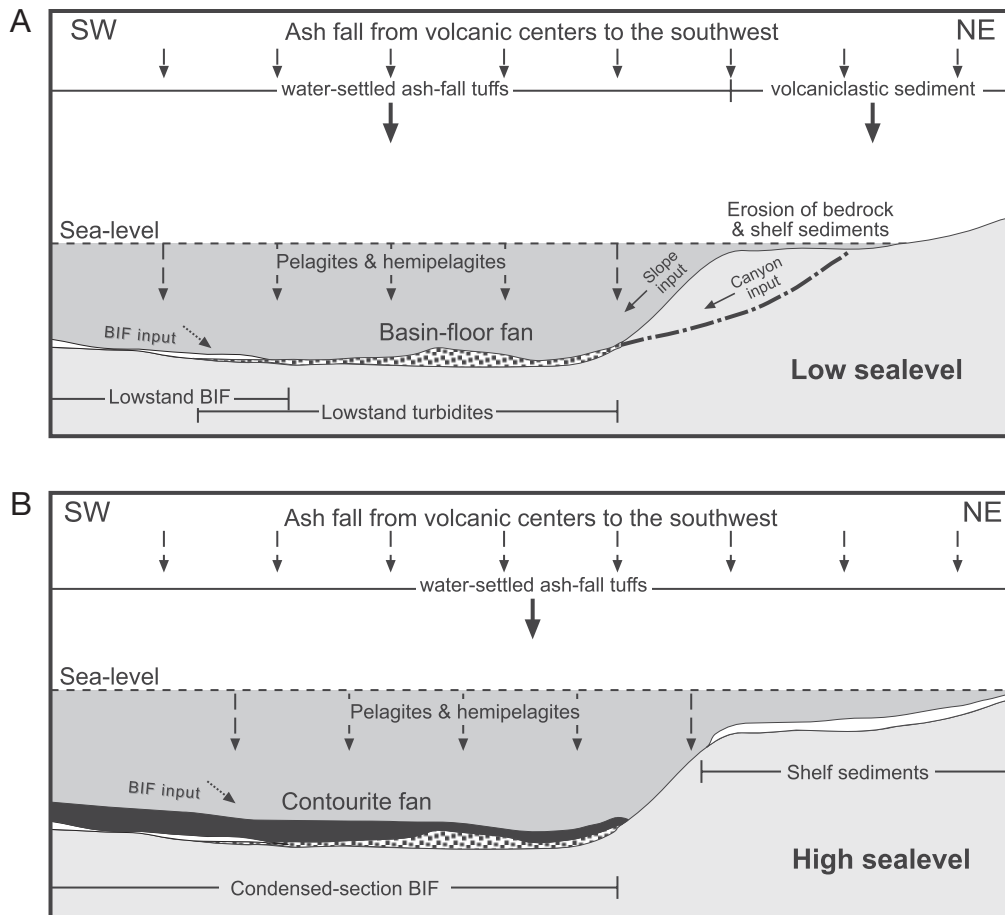 A
SW
Ash fall from volcanic centers to the southwest
NE
water-settled ash-fall tuffs
volcaniclastic sediment
Sea-level
Erosion of bedrock
& shelf sediments
Pelagites & hemipelagites
Slope
input
Canyon
input
BIF input
Basin-floor fan
Low sealevel
Lowstand BIF
Lowstand turbidites
B
SW
Ash fall from volcanic centers to the southwest
NE
water-settled ash-fall tuffs
Sea-level
Pelagites & hemipelagites
Shelf sediments
BIF input
Contourite fan
High sealevel
Condensed-section BIF